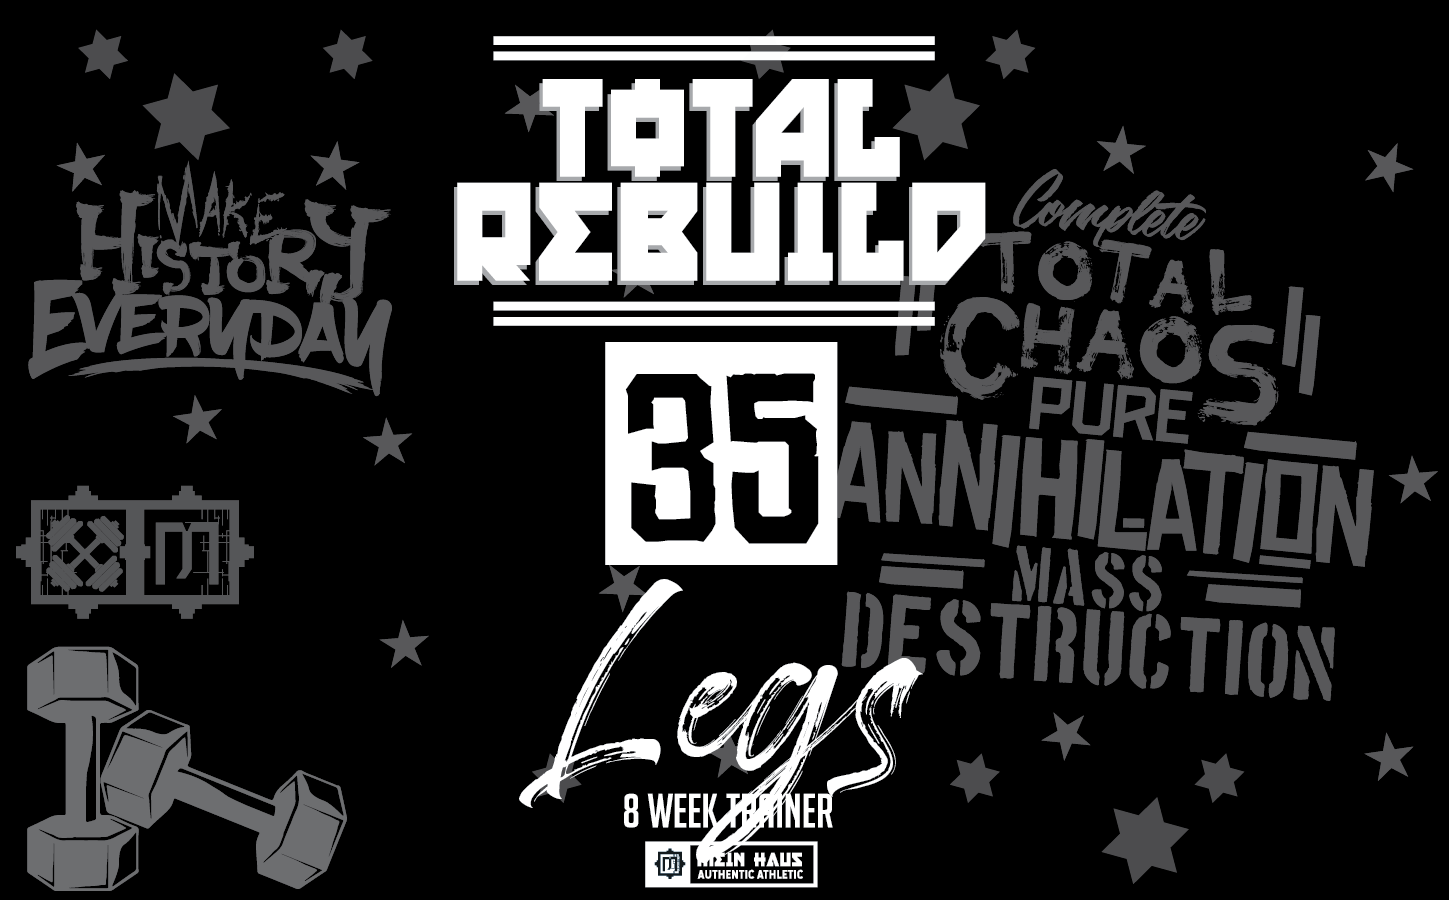 TOTAL
REBUILD
35
Legs
8 WEEK TRAINER
MEIN HAUS
AUTHENTIC ATHLETIC
MAKE
HISTORY
EVERYDAY
Complete
TOTAL
CHAOS
PURE
ANNIHILATION
MASS
DESTRUCTION